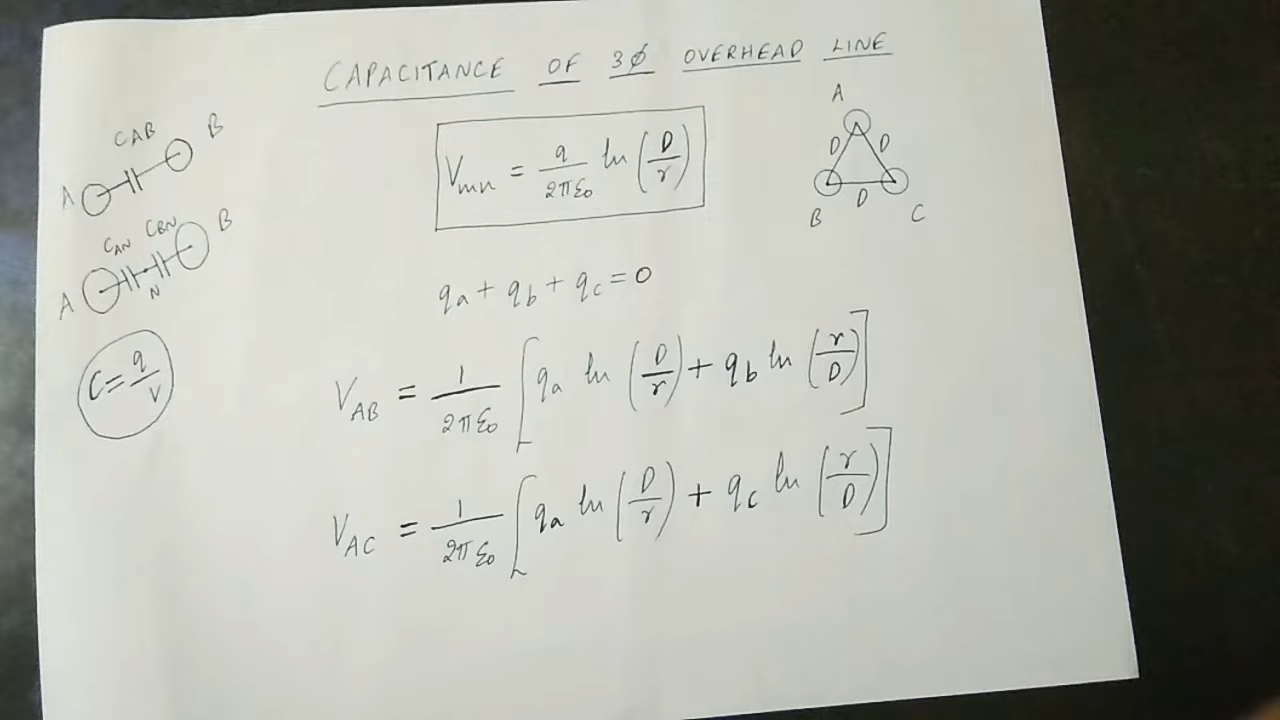 CAPACITANCE OF 3∅ OVERHEAD LINE
CAB
A B
CAN CBN
A N B
C = q/V
Vmn = q/2πε₀ ln (D/r)
A
D D
B D C
qa + qb + qc = 0
VAB = 1/2πε₀ [qa ln (D/r) + qb ln (r/D)]
VAC = 1/2πε₀ [qa ln (D/r) + qc ln (r/D)]